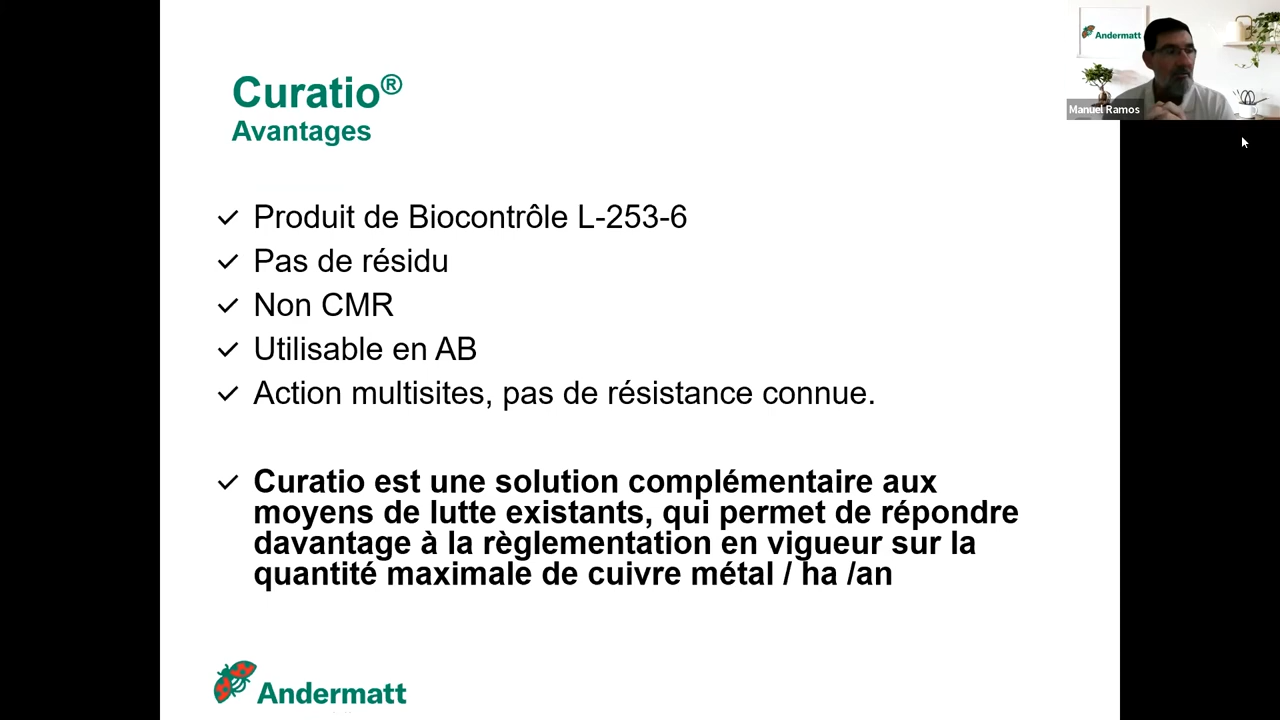 Curatio®
Avantages
Produit de Biocontrôle L-253-6
Pas de résidu
Non CMR
Utilisable en AB
Action multisites, pas de résistance connue.
Curatio est une solution complémentaire aux
moyens de lutte existants, qui permet de répondre
davantage à la règlementation en vigueur sur la
quantité maximale de cuivre métal / ha /an
Andermatt
Andermatt
Manuel Ramos